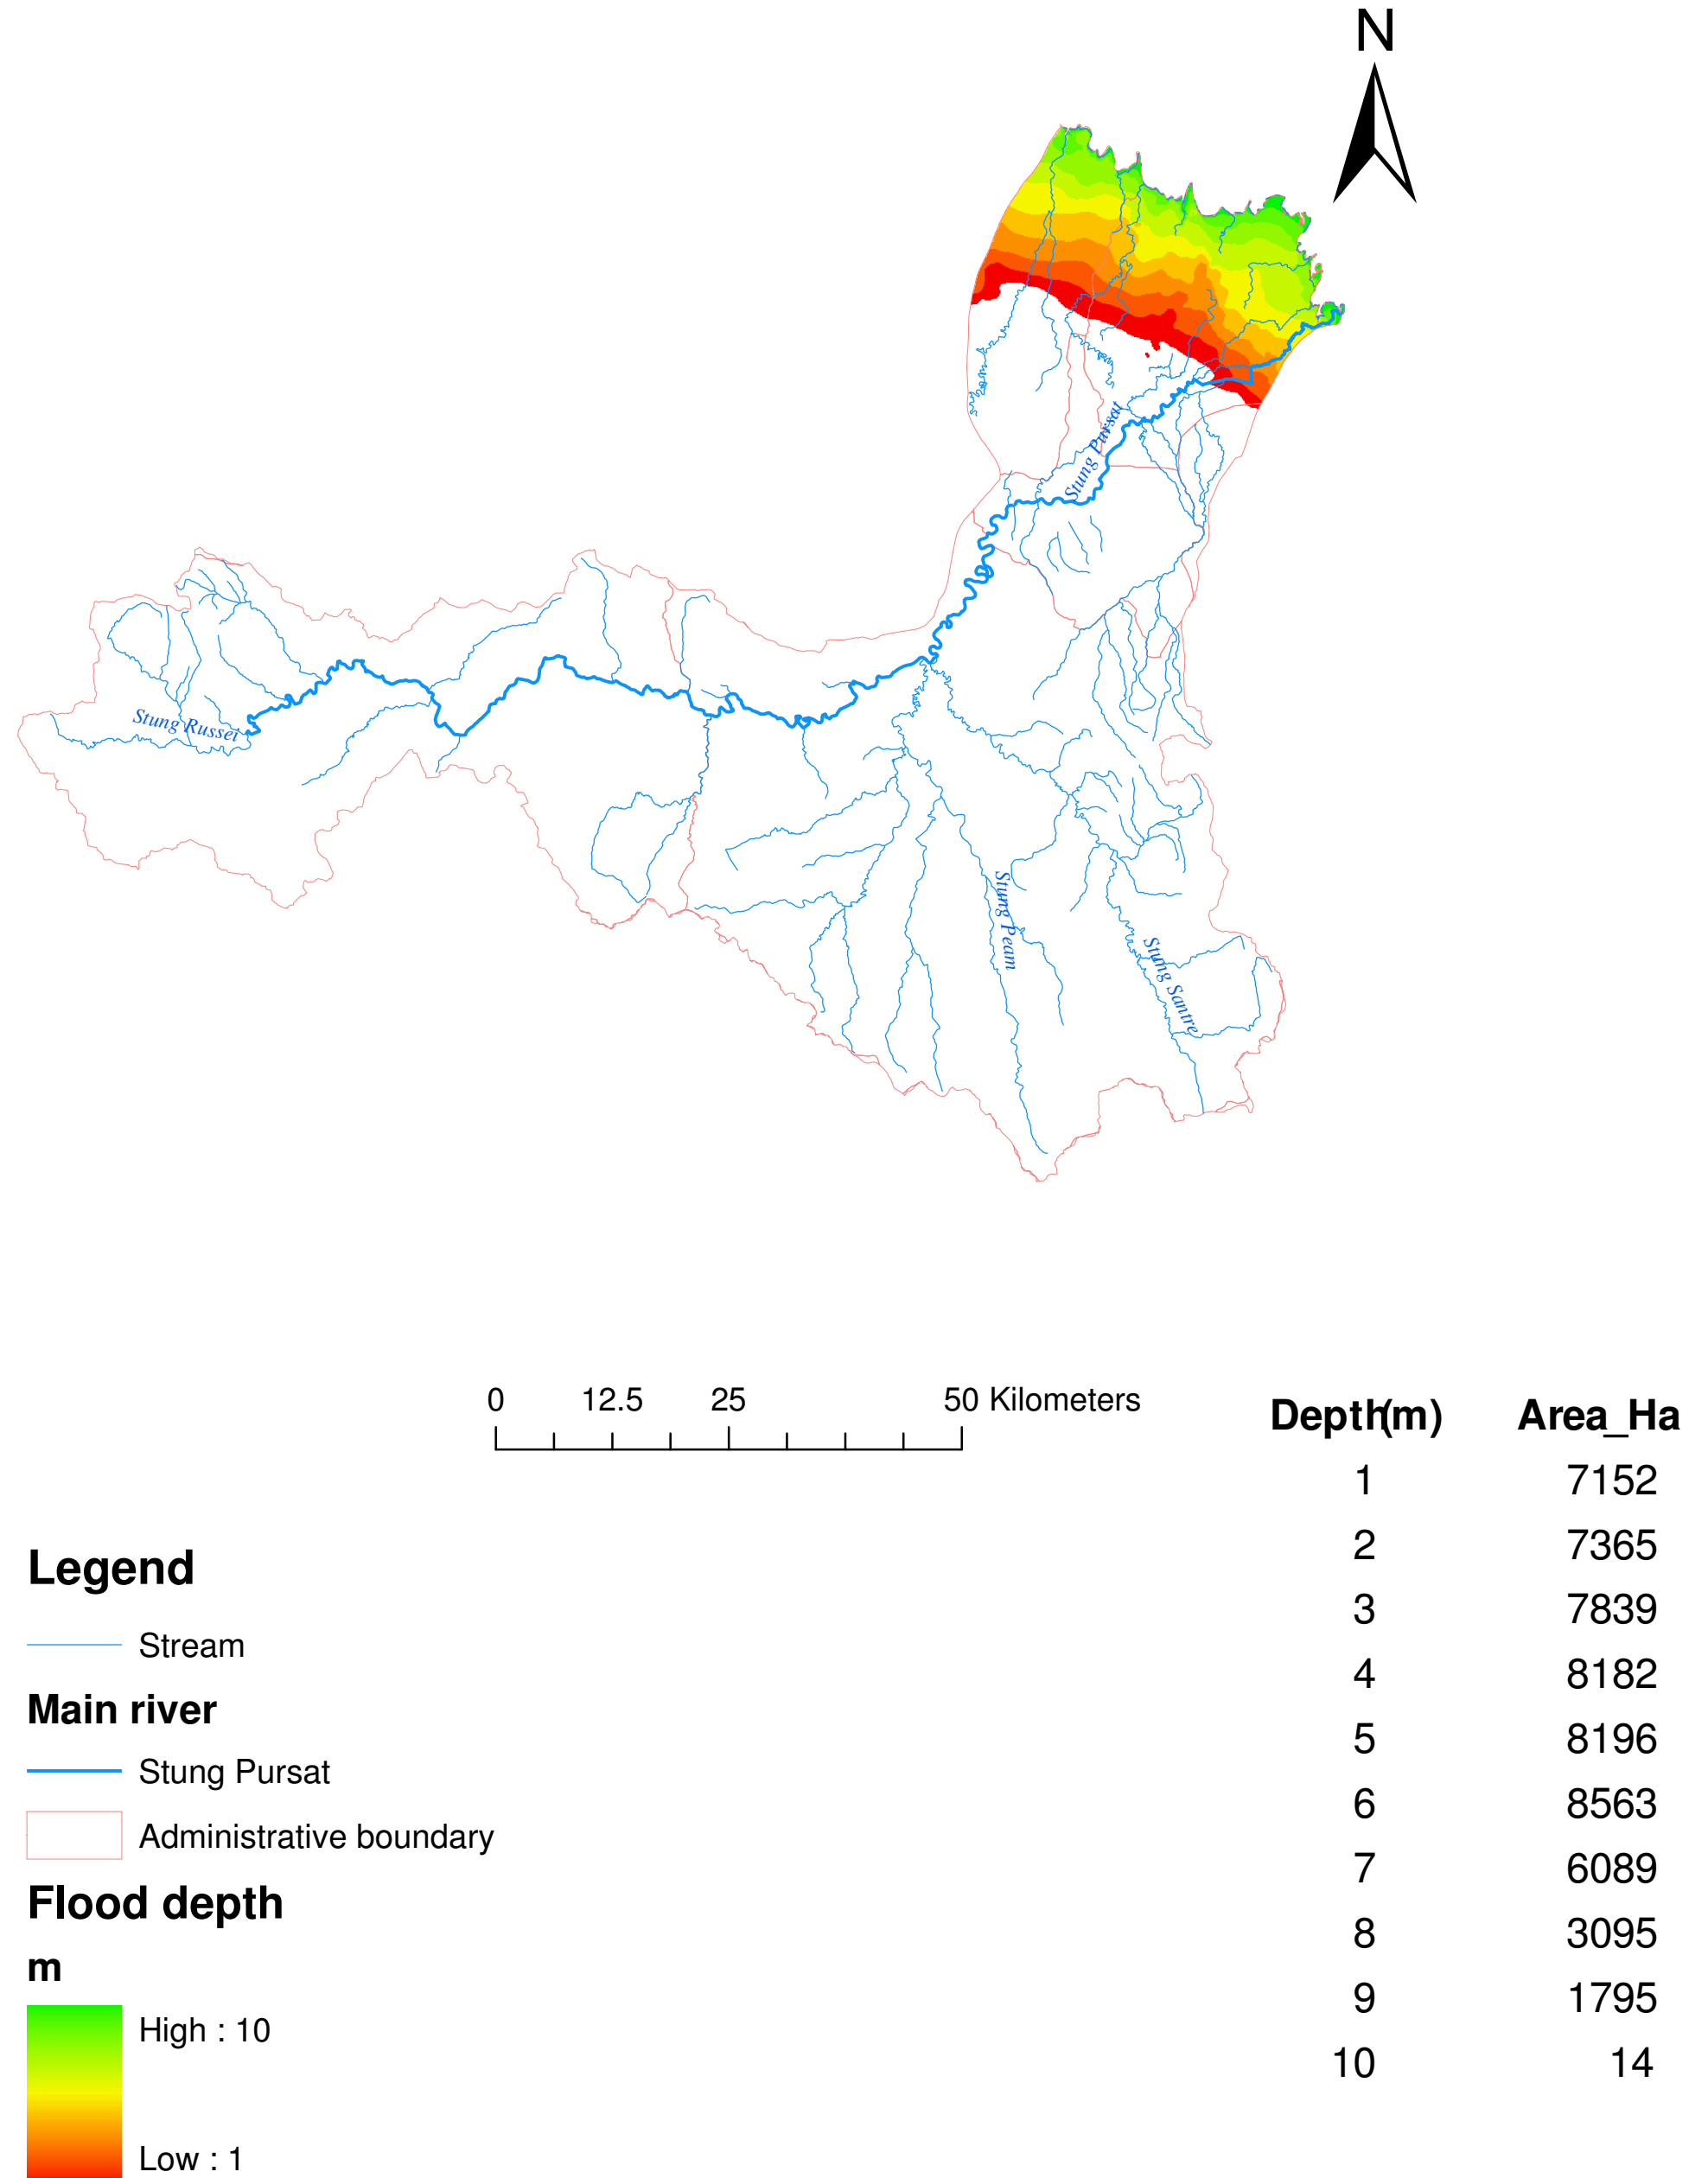 N
Stung Pursat
Stung Russei
Stung Peam
Stung Santre
0 12.5 25 50 Kilometers
Depth(m) Area_Ha
1 7152
2 7365
3 7839
4 8182
5 8196
6 8563
7 6089
8 3095
9 1795
10 14
Legend
Stream
Main river
Stung Pursat
Administrative boundary
Flood depth
m
High : 10
Low : 1